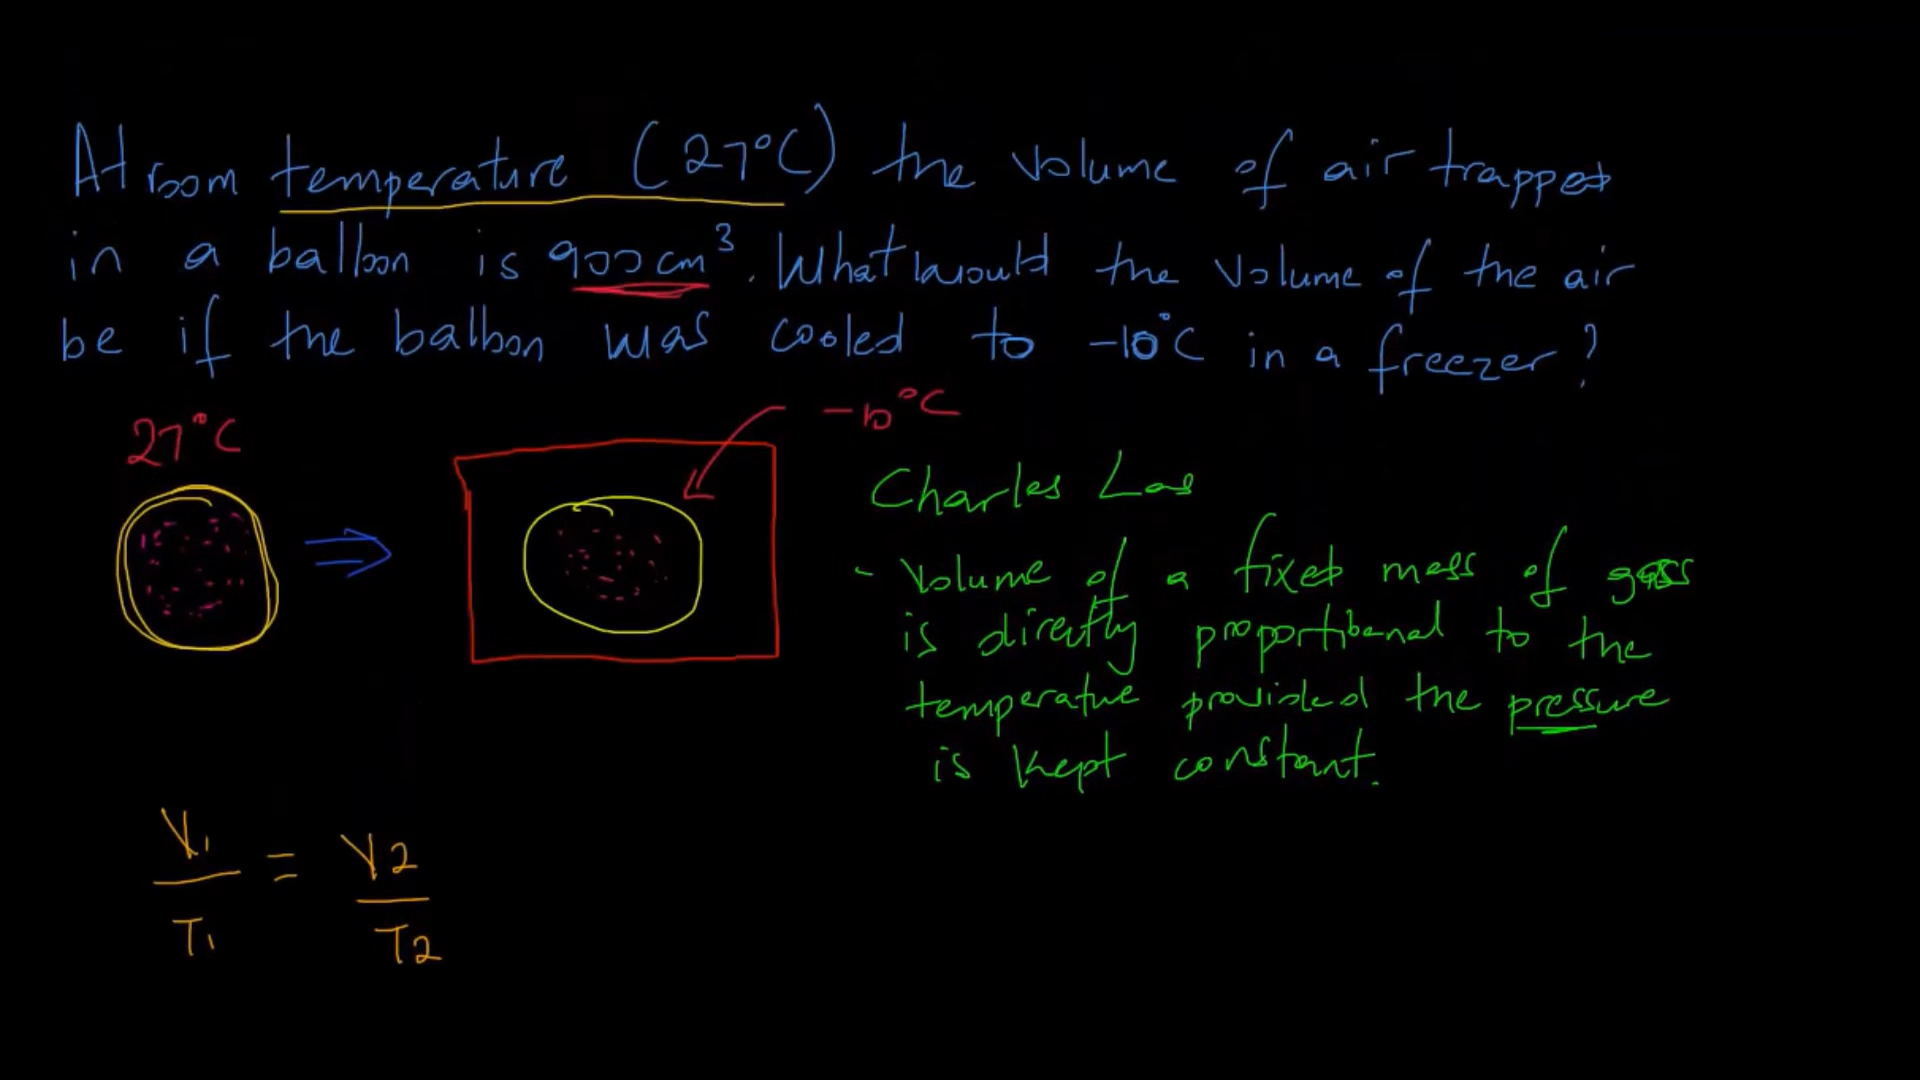 At room temperature (27°C) the volume of air trapped
in a balloon is 900 cm³. What would the volume of the air
be if the balloon was cooled to -10°C in a freezer?
27°C
-10°C
Charles Law
- Volume of a fixed mass of gass
is directly proportional to the
temperature provided the pressure
is kept constant.
V1 = V2
T1 T2